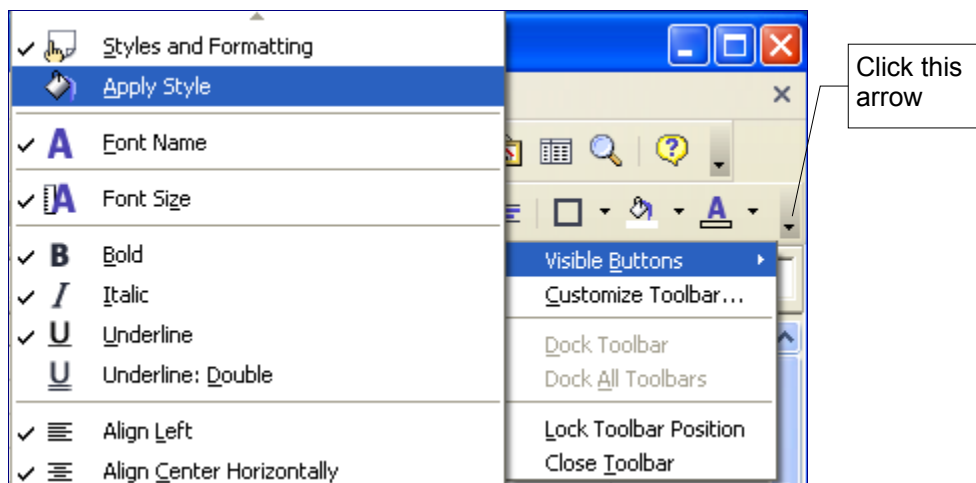 Styles and Formatting
Apply Style
Font Name
Font Size
Bold
Italic
Underline
Underline: Double
Align Left
Align Center Horizontally
Visible Buttons
Customize Toolbar...
Dock Toolbar
Dock All Toolbars
Lock Toolbar Position
Close Toolbar
Click this
arrow